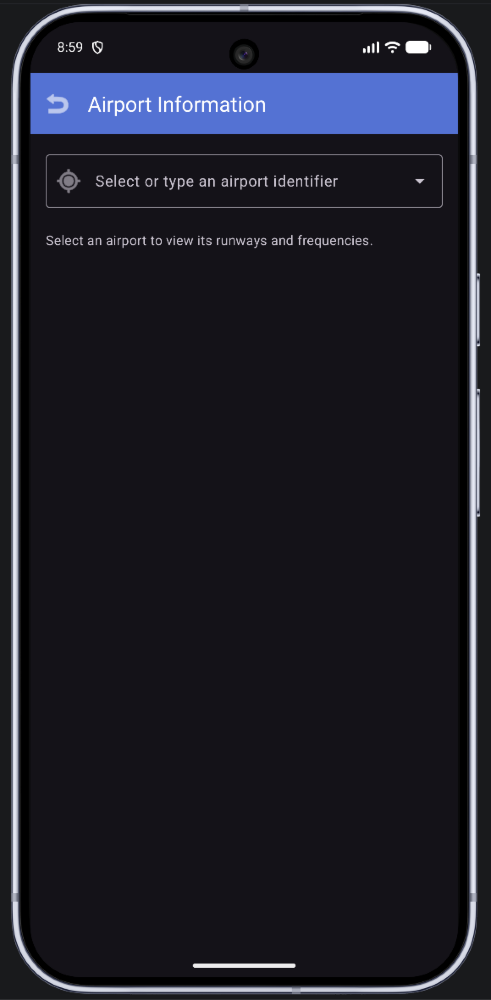 8:59
Airport Information
Select or type an airport identifier
Select an airport to view its runways and frequencies.